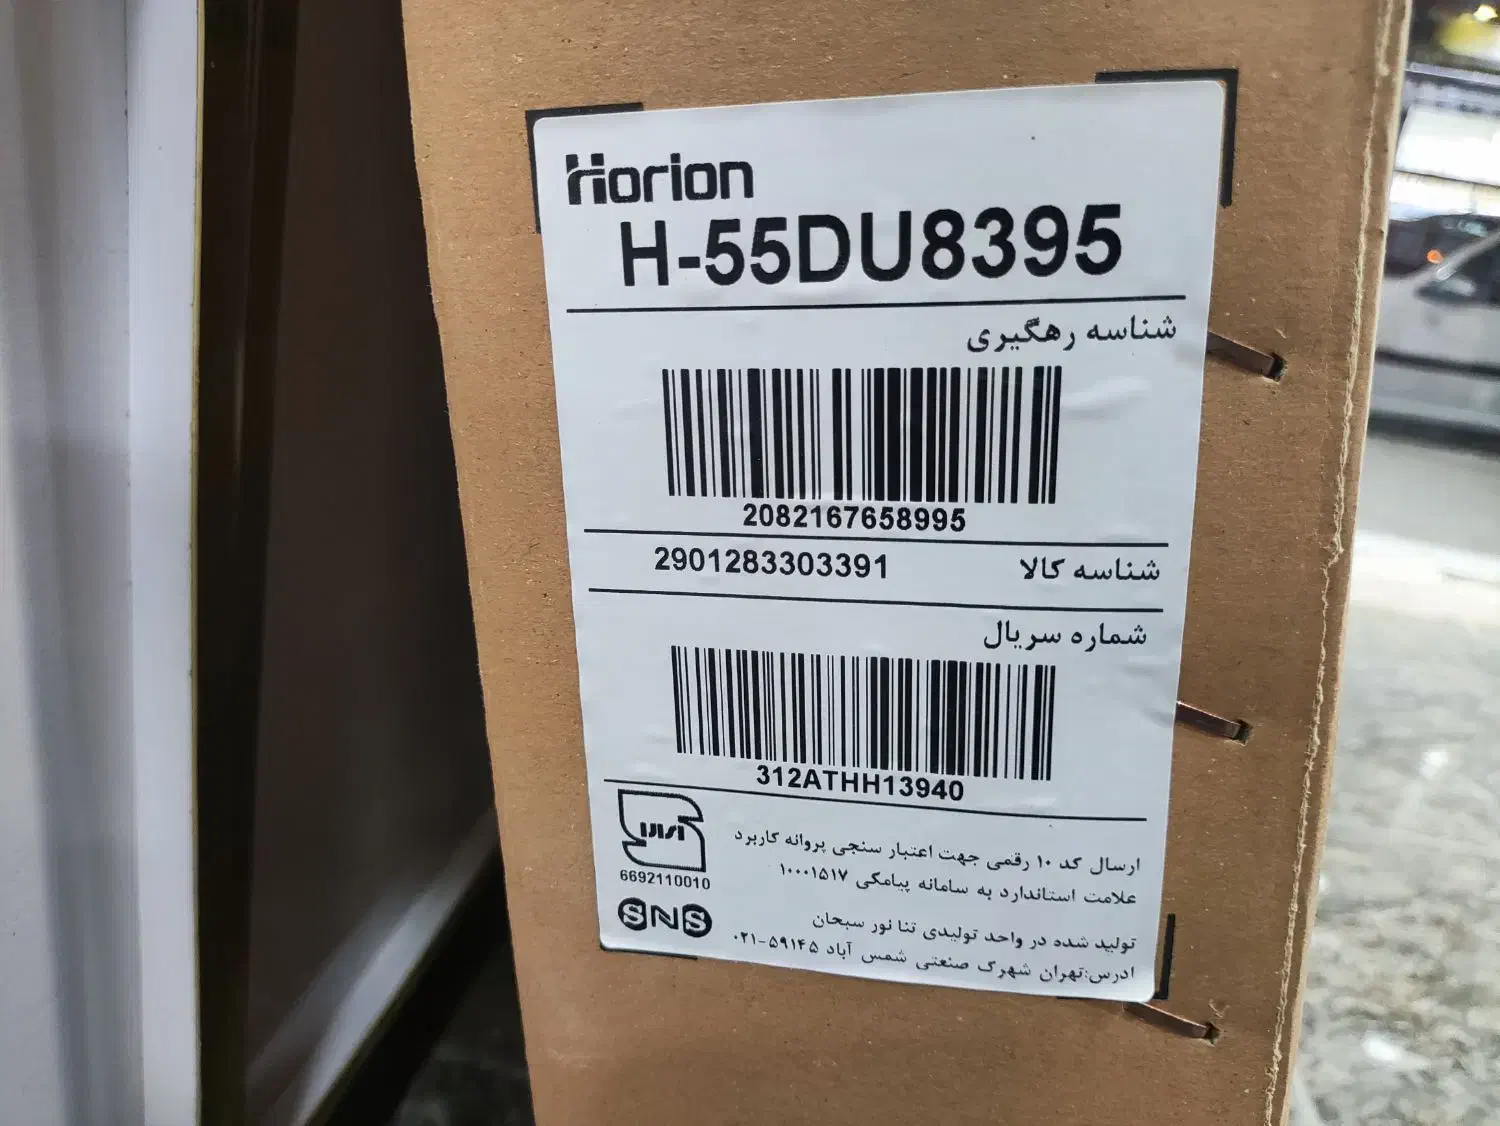 Horion
H-55DU8395
شناسه رهگیری
2082167658995
شناسه کالا 2901283303391
شماره سریال
312ATHH13940
6692110010
ارسال کد ۱۰ رقمی جهت اعتبار سنجی پروانه کاربرد
علامت استاندارد به سامانه پیامکی ۱۰۰۰۱۵۱۷
SNS
تولید شده در واحد تولیدی تنا نور سبحان
ادرس:تهران شهرک صنعتی شمس آباد ۵۹۱۴۵-۰۲۱